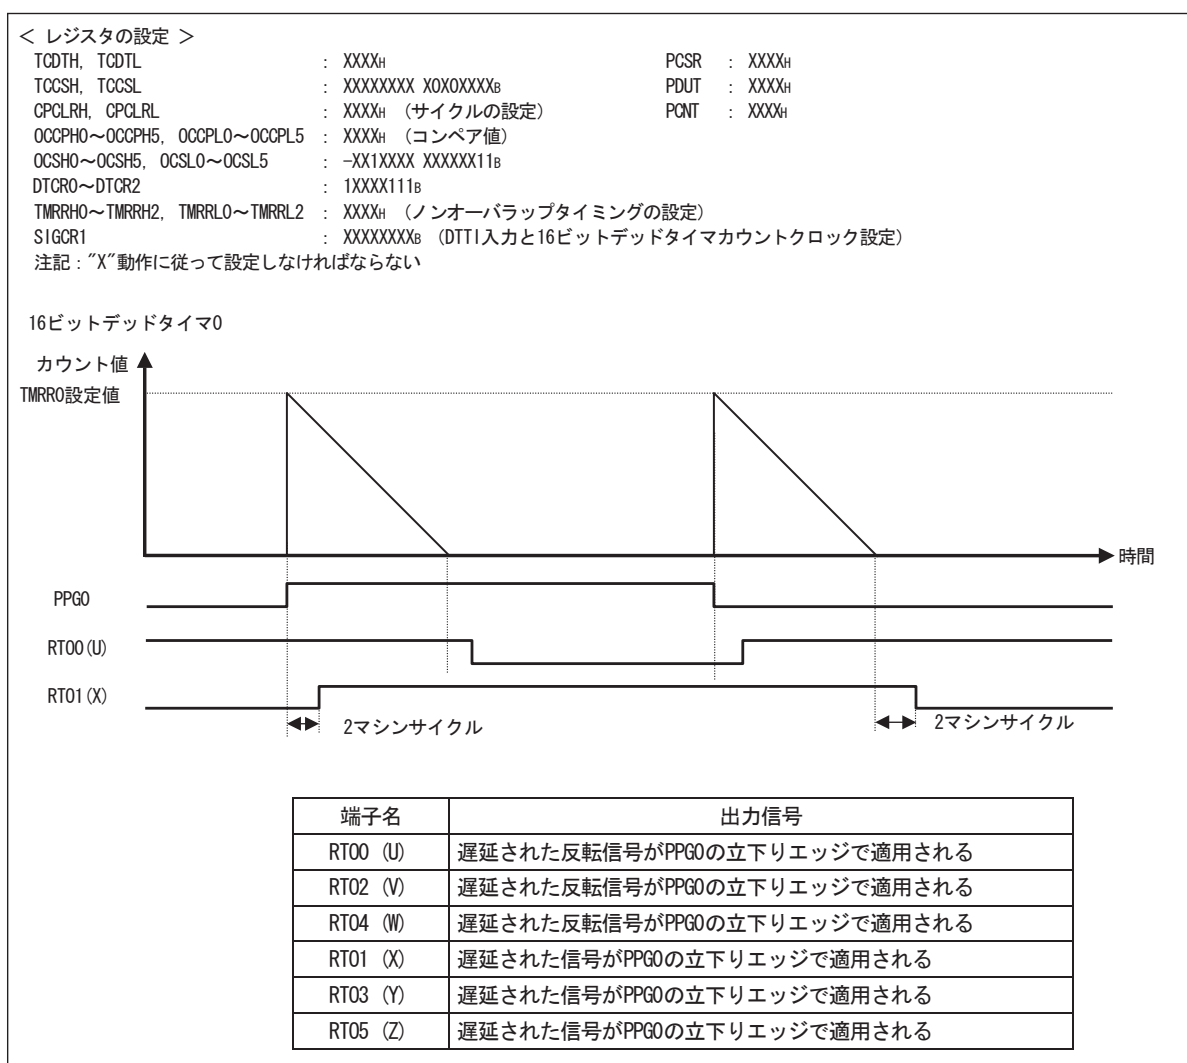 ＜ レジスタの設定 ＞
TCDTH, TCDTL : XXXXH PCSR : XXXXH
TCCSH, TCCSL : XXXXXXXX X0X0XXXXB PDUT : XXXXH
CPCLRH, CPCLRL : XXXXH （サイクルの設定） PCNT : XXXXH
OCCPH0～OCCPH5, OCCPL0～OCCPL5 : XXXXH （コンペア値）
OCSH0～OCSH5, OCSL0～OCSL5 : -XX1XXXX XXXXXX11B
DTCR0～DTCR2 : 1XXXX111B
TMRRH0～TMRRH2, TMRRL0～TMRRL2 : XXXXH （ノンオーバラップタイミングの設定）
SIGCR1 : XXXXXXXXB （DTTI入力と16ビットデッドタイマカウントクロック設定）
注記："X"動作に従って設定しなければならない
16ビットデッドタイマ0
カウント値
TMRR0設定値
時間
PPG0
RTO0(U)
RTO1(X)
2マシンサイクル
2マシンサイクル
端子名 出力信号
RTO0 (U) 遅延された反転信号がPPG0の立下りエッジで適用される
RTO2 (V) 遅延された反転信号がPPG0の立下りエッジで適用される
RTO4 (W) 遅延された反転信号がPPG0の立下りエッジで適用される
RTO1 (X) 遅延された信号がPPG0の立下りエッジで適用される
RTO3 (Y) 遅延された信号がPPG0の立下りエッジで適用される
RTO5 (Z) 遅延された信号がPPG0の立下りエッジで適用される